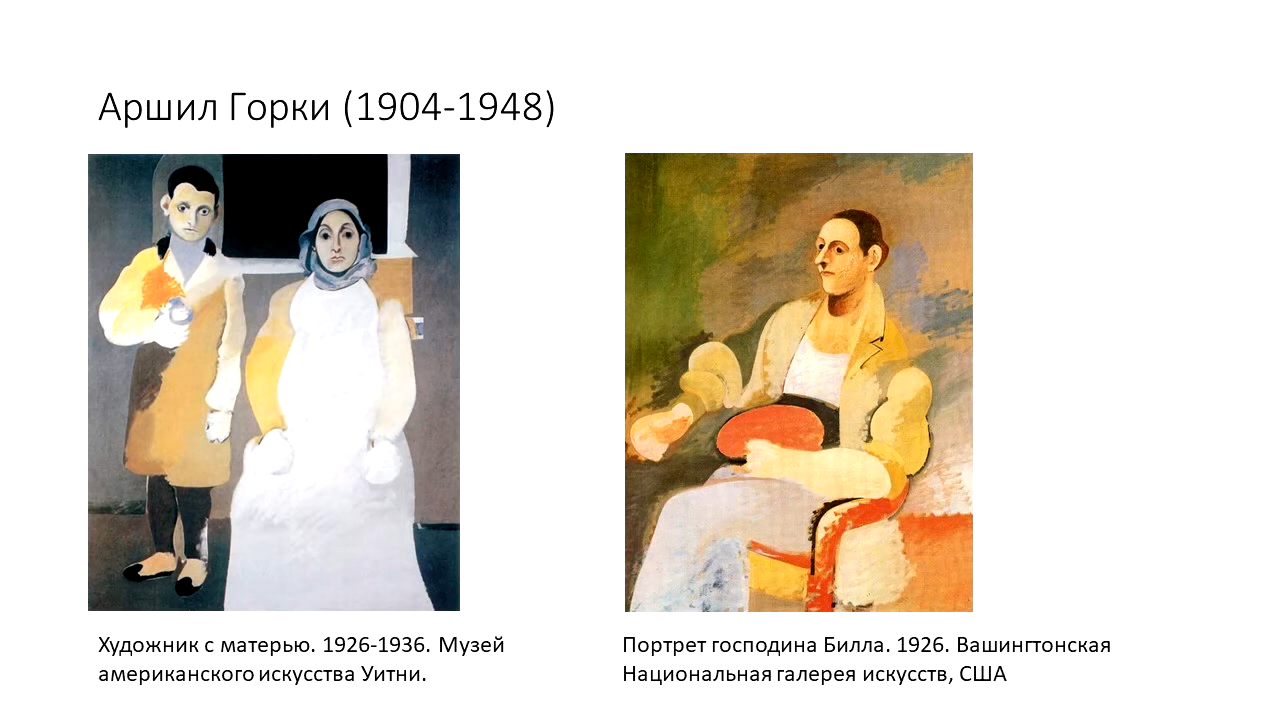 Аршил Горки (1904-1948)
Художник с матерью. 1926-1936. Музей
американского искусства Уитни.
Портрет господина Билла. 1926. Вашингтонская
Национальная галерея искусств, США